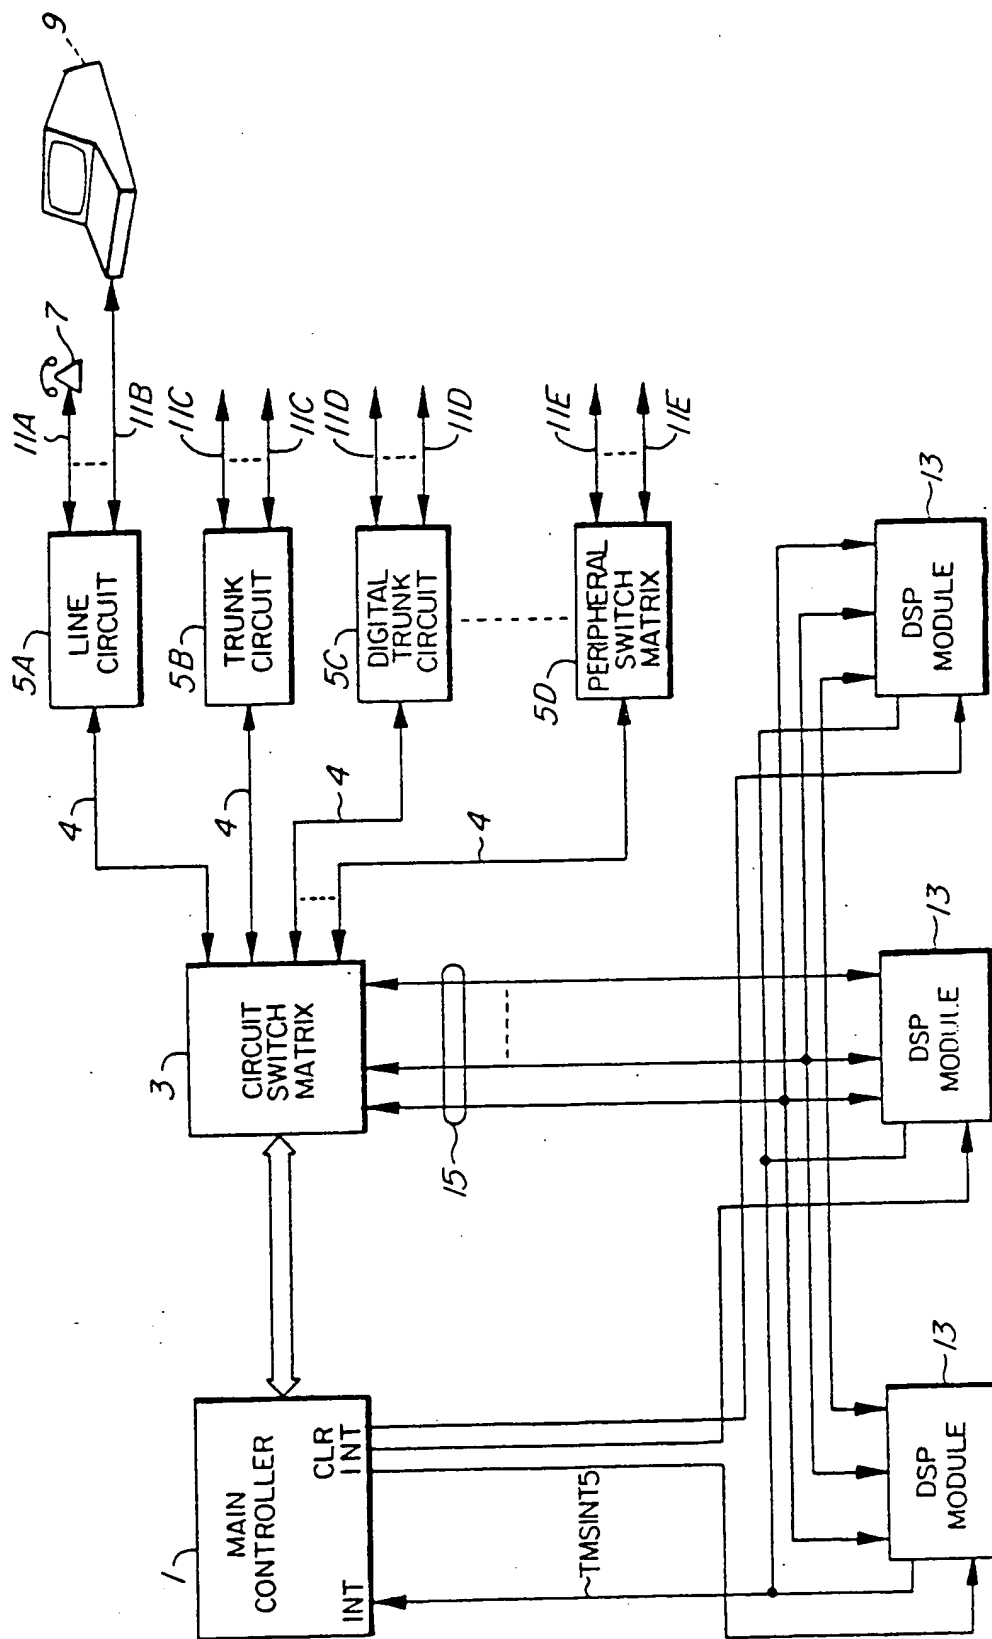 9
7
11A
11B
11C
11C
11D
11D
11E
11E
5A
LINE
CIRCUIT
5B
TRUNK
CIRCUIT
5C
DIGITAL
TRUNK
CIRCUIT
5D
PERIPHERAL
SWITCH
MATRIX
4
4
4
4
3
CIRCUIT
SWITCH
MATRIX
15
1
MAIN
CONTROLLER
CLR
INT
INT
TMSINT5
13
DSP
MODULE
13
DSP
MODULE
13
DSP
MODULE